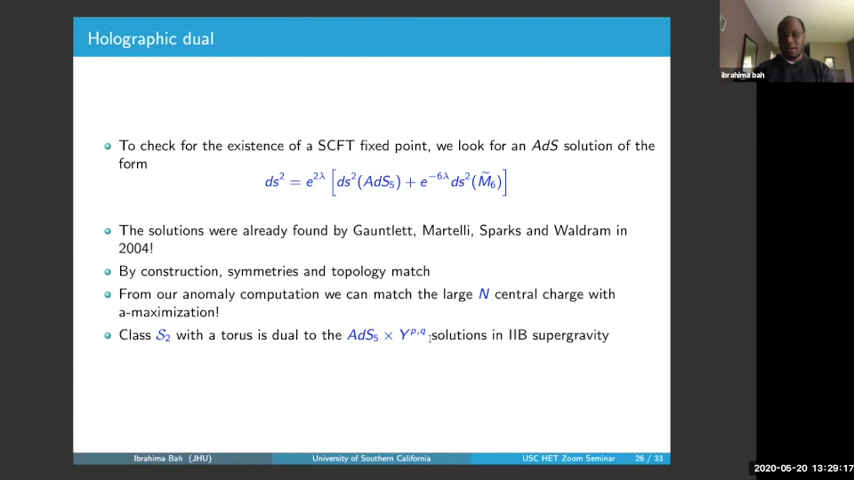 Holographic dual
ibrahima bah
To check for the existence of a SCFT fixed point, we look for an AdS solution of the
form
ds² = e^{2λ} [ds²(AdS₅) + e^{−6λ}ds²(M̃₆)]
The solutions were already found by Gauntlett, Martelli, Sparks and Waldram in
2004!
By construction, symmetries and topology match
From our anomaly computation we can match the large N central charge with
a-maximization!
Class 𝒮₂ with a torus is dual to the AdS₅ × Y^{p,q} solutions in IIB supergravity
Ibrahima Bah (JHU) University of Southern California USC HET Zoom Seminar 26 / 33
2020-05-20 13:29:17